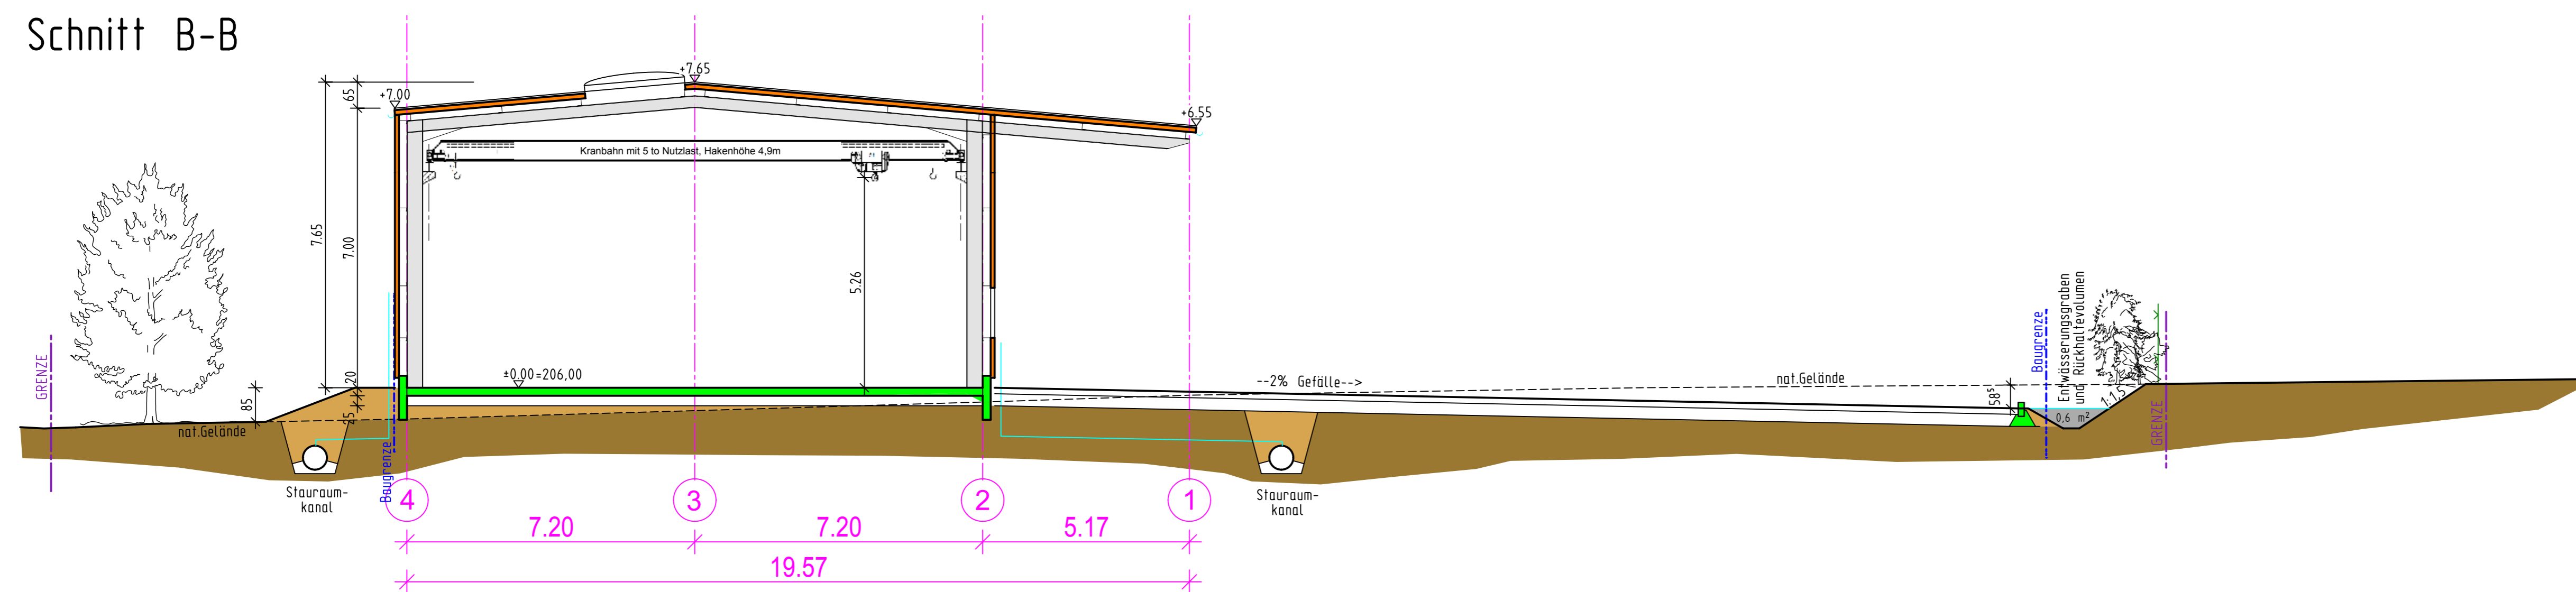 Schnitt B-B
+7.65
+7.00
65
+6.55
Kranbahn mit 5 to Nutzlast, Hakenhöhe 4,9m
7.65
7.00
5.26
20
±0,00=206,00
--2% Gefälle-->
nat.Gelände
58⁵
Baugrenze
Entwässerungsgraben
und Rückhaltevolumen
1:1,5
0,6 m²
GRENZE
GRENZE
85
25
nat.Gelände
Baugrenze
Stauraum-
kanal
Stauraum-
kanal
4
3
2
1
7.20
7.20
5.17
19.57